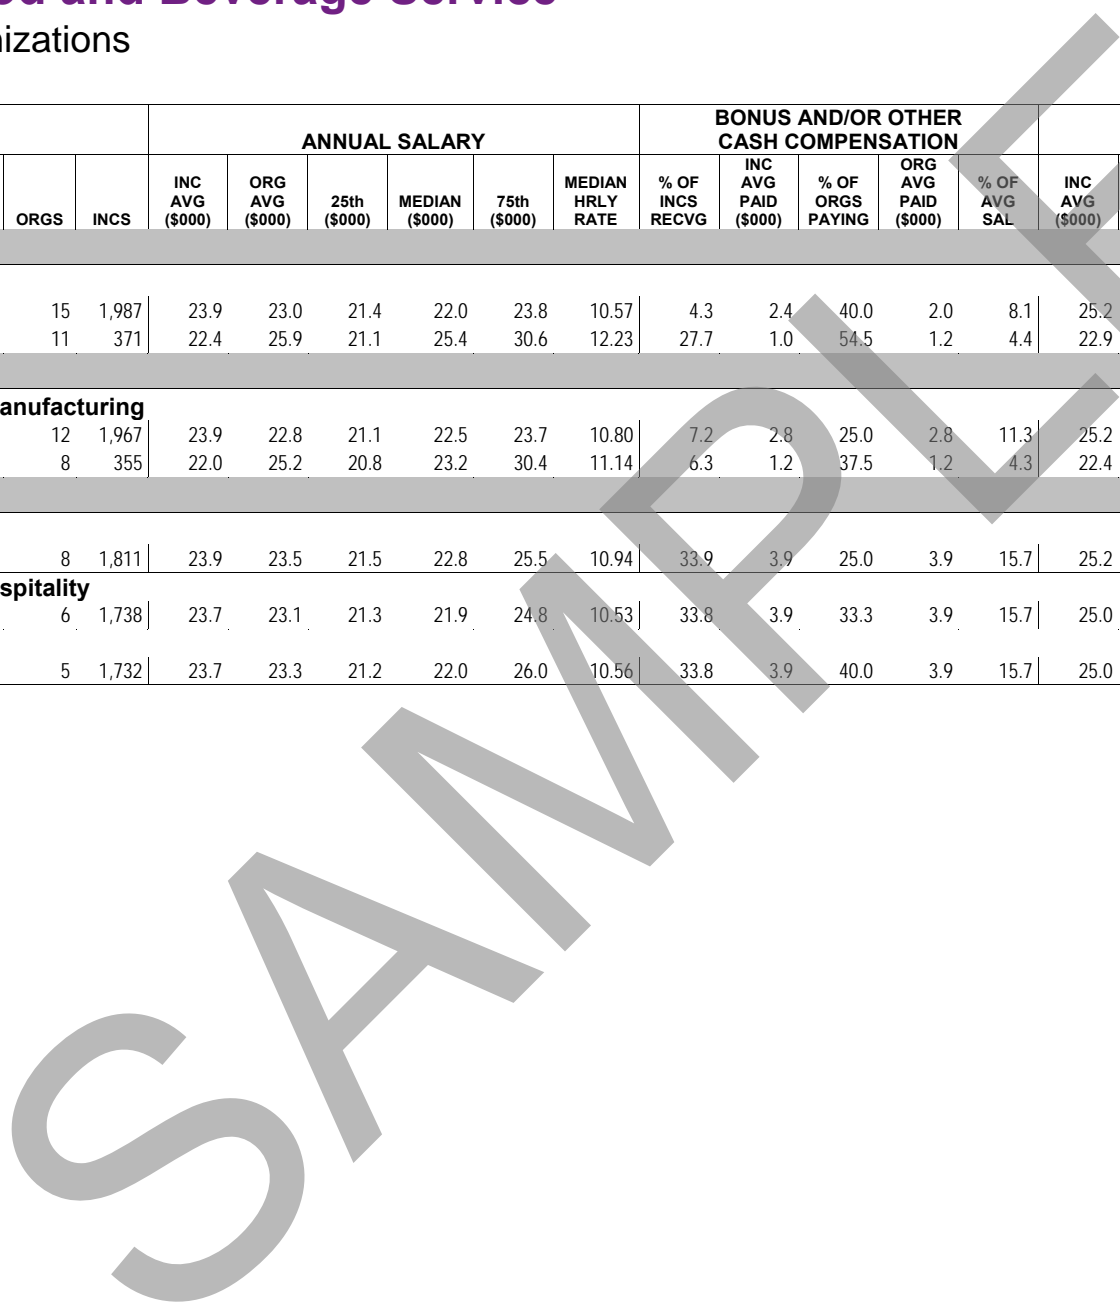 and Beverage Service
nizations
ANNUAL SALARY
BONUS AND/OR OTHER CASH COMPENSATION
ORGS INCS INC AVG ($000) ORG AVG ($000) 25th ($000) MEDIAN ($000) 75th ($000) MEDIAN HRLY RATE % OF INCS RECVG INC AVG PAID ($000) % OF ORGS PAYING ORG AVG PAID ($000) % OF AVG SAL INC AVG ($000)
15 1,987 23.9 23.0 21.4 22.0 23.8 10.57 4.3 2.4 40.0 2.0 8.1 25.2
11 371 22.4 25.9 21.1 25.4 30.6 12.23 27.7 1.0 54.5 1.2 4.4 22.9
anufacturing
12 1,967 23.9 22.8 21.1 22.5 23.7 10.80 7.2 2.8 25.0 2.8 11.3 25.2
8 355 22.0 25.2 20.8 23.2 30.4 11.14 6.3 1.2 37.5 1.2 4.3 22.4
8 1,811 23.9 23.5 21.5 22.8 25.5 10.94 33.9 3.9 25.0 3.9 15.7 25.2
spitality
6 1,738 23.7 23.1 21.3 21.9 24.8 10.53 33.8 3.9 33.3 3.9 15.7 25.0
5 1,732 23.7 23.3 21.2 22.0 26.0 10.56 33.8 3.9 40.0 3.9 15.7 25.0
SAMPLE